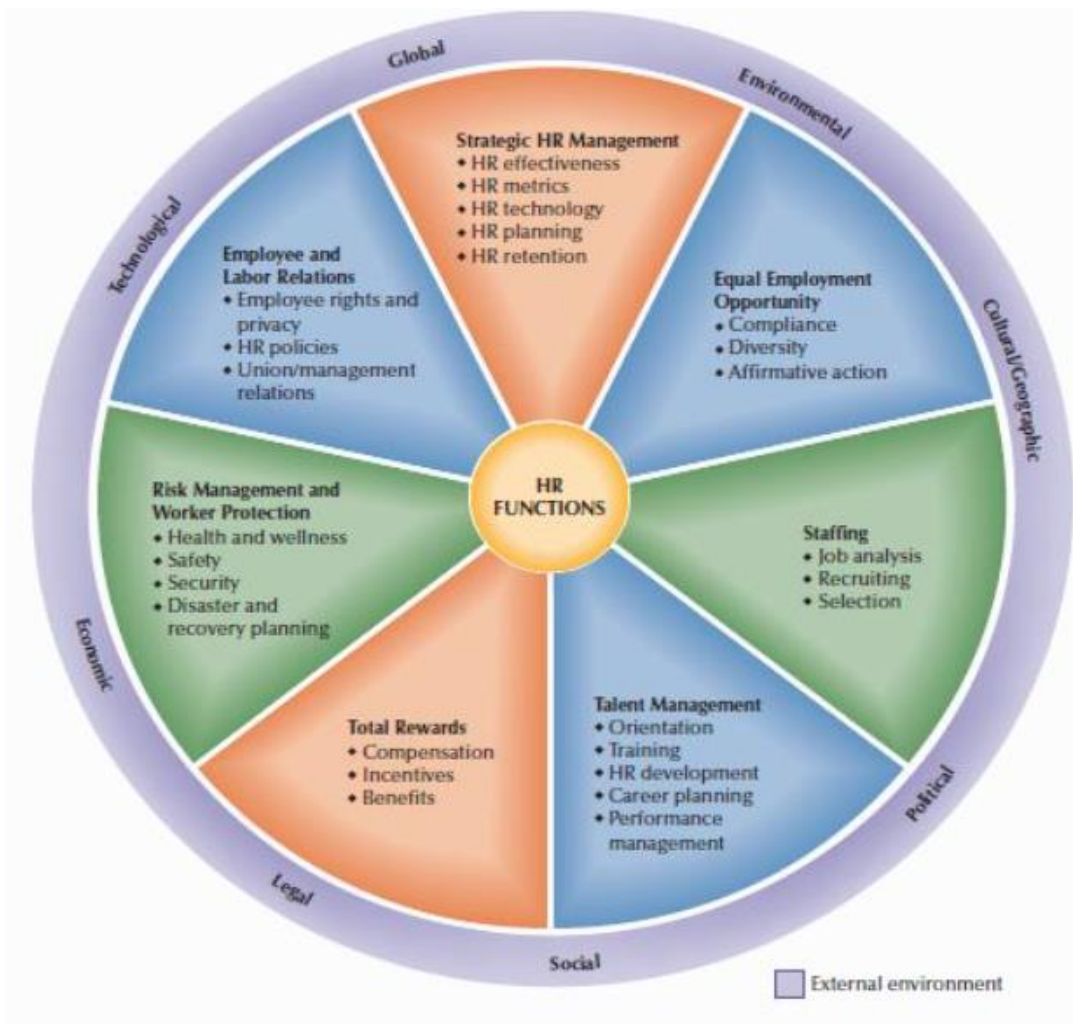 Global
Environmental
Cultural/Geographic
Political
Social
Legal
Economic
Technological
Strategic HR Management
• HR effectiveness
• HR metrics
• HR technology
• HR planning
• HR retention
Equal Employment
Opportunity
• Compliance
• Diversity
• Affirmative action
Staffing
• Job analysis
• Recruiting
• Selection
Talent Management
• Orientation
• Training
• HR development
• Career planning
• Performance
management
Total Rewards
• Compensation
• Incentives
• Benefits
Risk Management and
Worker Protection
• Health and wellness
• Safety
• Security
• Disaster and
recovery planning
Employee and
Labor Relations
• Employee rights and
privacy
• HR policies
• Union/management
relations
HR
FUNCTIONS
External environment